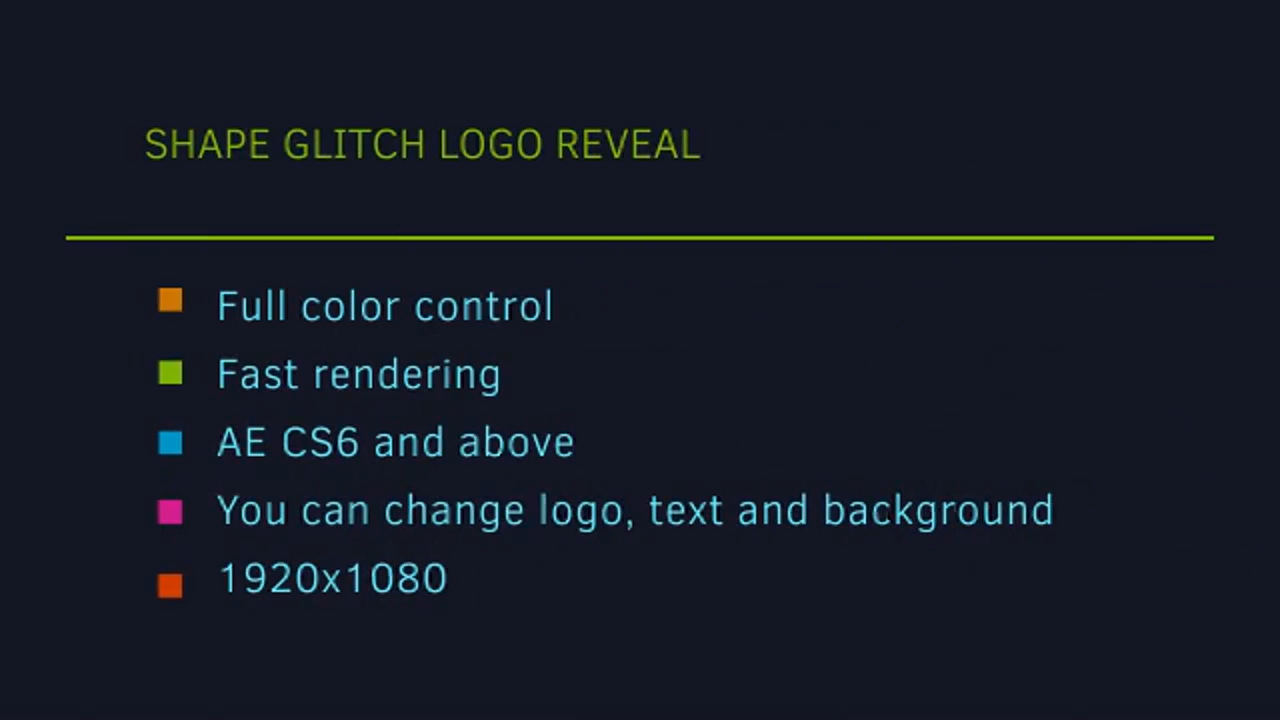 SHAPE GLITCH LOGO REVEAL
Full color control
Fast rendering
AE CS6 and above
You can change logo, text and background
1920x1080